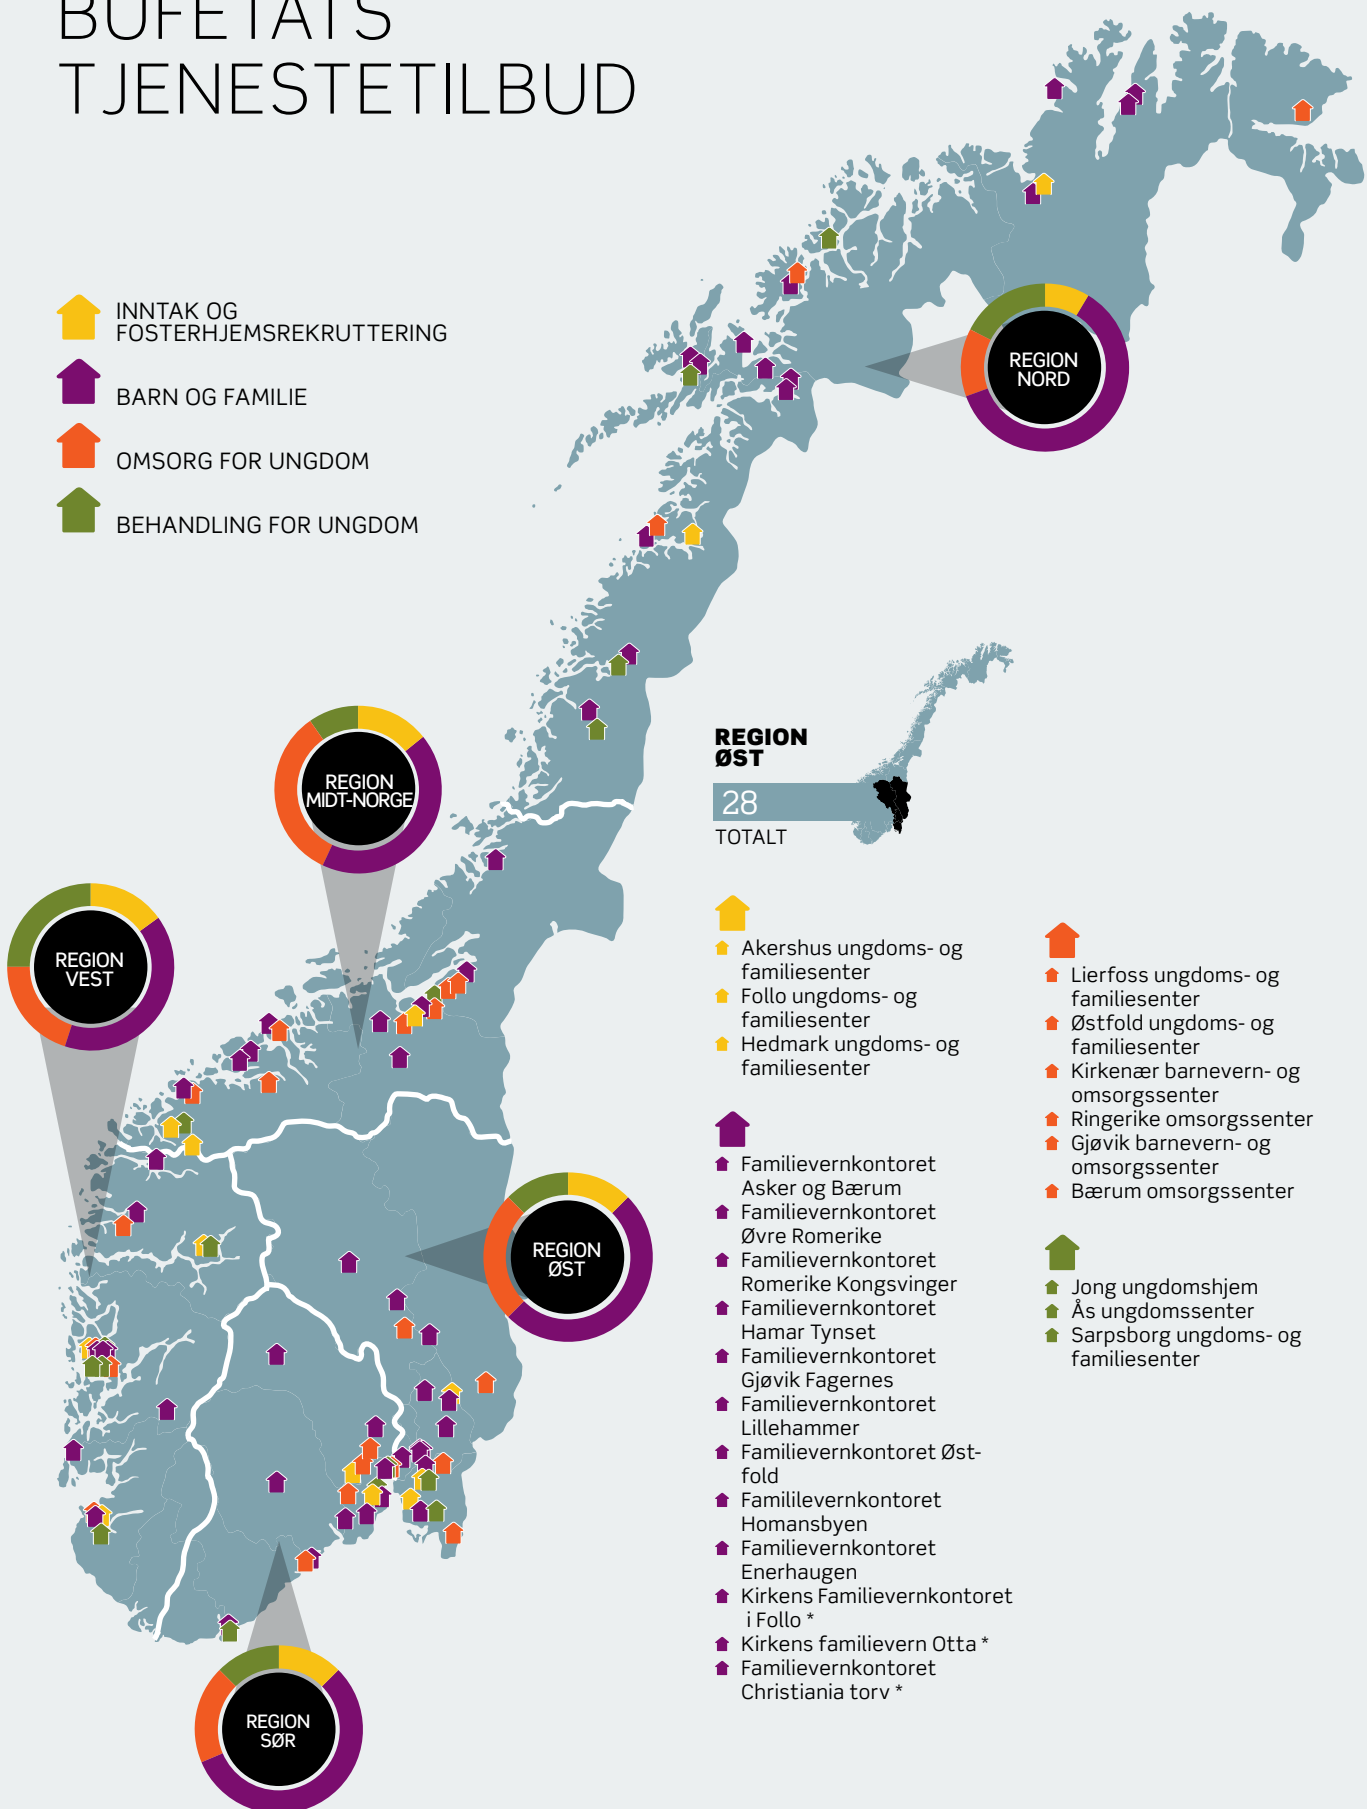 BUFETATS
TJENESTETILBUD
INNTAK OG
FOSTERHJEMSREKRUTTERING
BARN OG FAMILIE
OMSORG FOR UNGDOM
BEHANDLING FOR UNGDOM
REGION
NORD
REGION
MIDT-NORGE
REGION
VEST
REGION
ØST
REGION
SØR
REGION
ØST
28
TOTALT
Akershus ungdoms- og
familiesenter
Follo ungdoms- og
familiesenter
Hedmark ungdoms- og
familiesenter
Familievernkontoret
Asker og Bærum
Familievernkontoret
Øvre Romerike
Familievernkontoret
Romerike Kongsvinger
Familievernkontoret
Hamar Tynset
Familievernkontoret
Gjøvik Fagernes
Familievernkontoret
Lillehammer
Familievernkontoret Øst-
fold
Famililevernkontoret
Homansbyen
Familievernkontoret
Enerhaugen
Kirkens Familievernkontoret
i Follo *
Kirkens familievern Otta *
Familievernkontoret
Christiania torv *
Lierfoss ungdoms- og
familiesenter
Østfold ungdoms- og
familiesenter
Kirkenær barnevern- og
omsorgssenter
Ringerike omsorgssenter
Gjøvik barnevern- og
omsorgssenter
Bærum omsorgssenter
Jong ungdomshjem
Ås ungdomssenter
Sarpsborg ungdoms- og
familiesenter